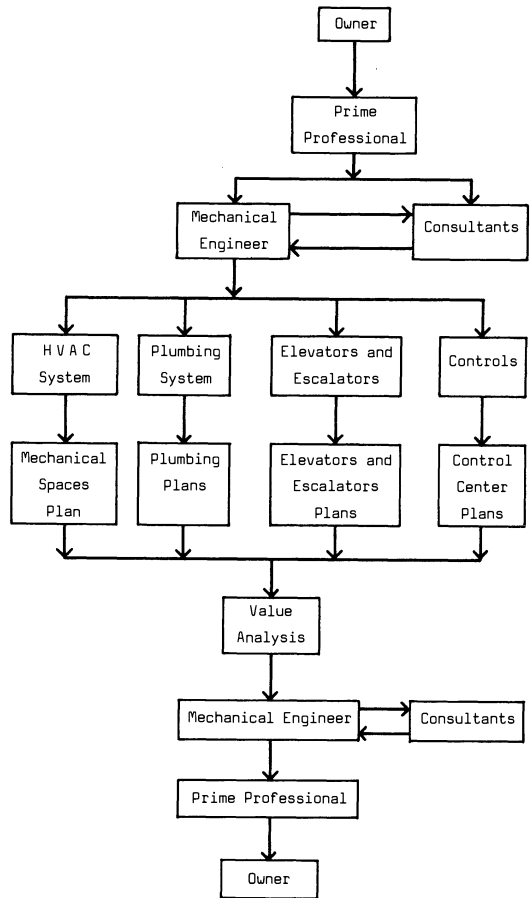 Owner
Prime
Professional
Mechanical
Engineer
Consultants
H V A C
System
Plumbing
System
Elevators and
Escalators
Controls
Mechanical
Spaces
Plan
Plumbing
Plans
Elevators and
Escalators
Plans
Control
Center
Plans
Value
Analysis
Mechanical Engineer
Consultants
Prime Professional
Owner